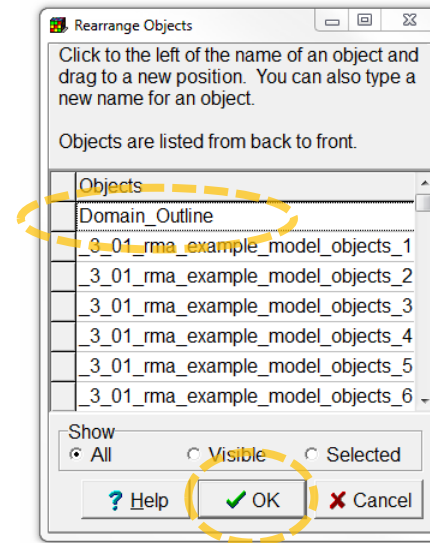 Rearrange Objects
Click to the left of the name of an object and
drag to a new position. You can also type a
new name for an object.
Objects are listed from back to front.
Objects
Domain_Outline
_3_01_rma_example_model_objects_1
_3_01_rma_example_model_objects_2
_3_01_rma_example_model_objects_3
_3_01_rma_example_model_objects_4
_3_01_rma_example_model_objects_5
_3_01_rma_example_model_objects_6
Show
All Visible Selected
? Help OK Cancel